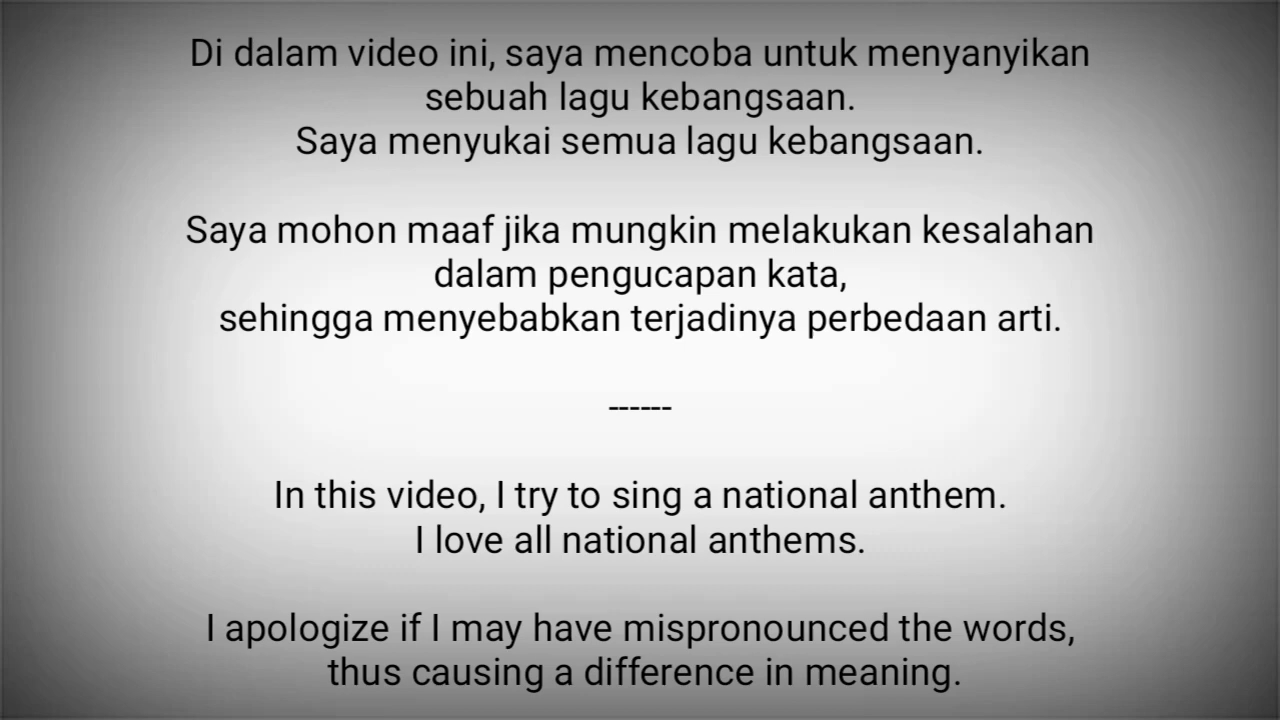 Di dalam video ini, saya mencoba untuk menyanyikan
sebuah lagu kebangsaan.
Saya menyukai semua lagu kebangsaan.
Saya mohon maaf jika mungkin melakukan kesalahan
dalam pengucapan kata,
sehingga menyebabkan terjadinya perbedaan arti.
------
In this video, I try to sing a national anthem.
I love all national anthems.
I apologize if I may have mispronounced the words,
thus causing a difference in meaning.